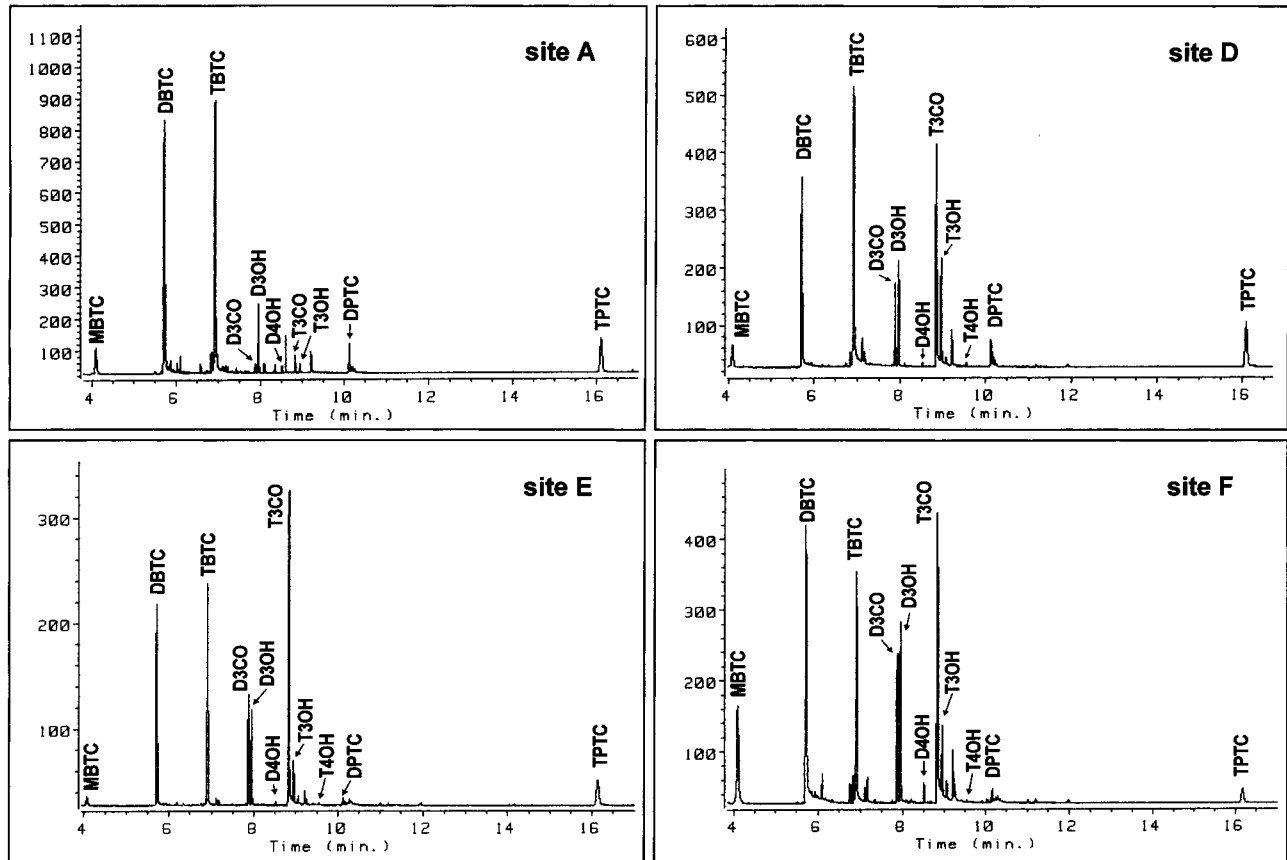 site A
1100
1000
900
800
700
600
500
400
300
200
100
MBTC
DBTC
TBTC
D3CO
D3OH
D4OH
T3CO
T3OH
DPTC
TPTC
4 6 8 10 12 14 16
Time (min.)
site D
600
500
400
300
200
100
MBTC
DBTC
TBTC
D3CO
D3OH
D4OH
T3CO
T3OH
T4OH
DPTC
TPTC
4 6 8 10 12 14 16
Time (min.)
site E
300
200
100
MBTC
DBTC
TBTC
D3CO
D3OH
D4OH
T3CO
T3OH
T4OH
DPTC
TPTC
4 6 8 10 12 14 16
Time (min.)
site F
400
300
200
100
MBTC
DBTC
TBTC
D3CO
D3OH
D4OH
T3CO
T3OH
T4OH
DPTC
TPTC
4 6 8 10 12 14 16
Time (min.)